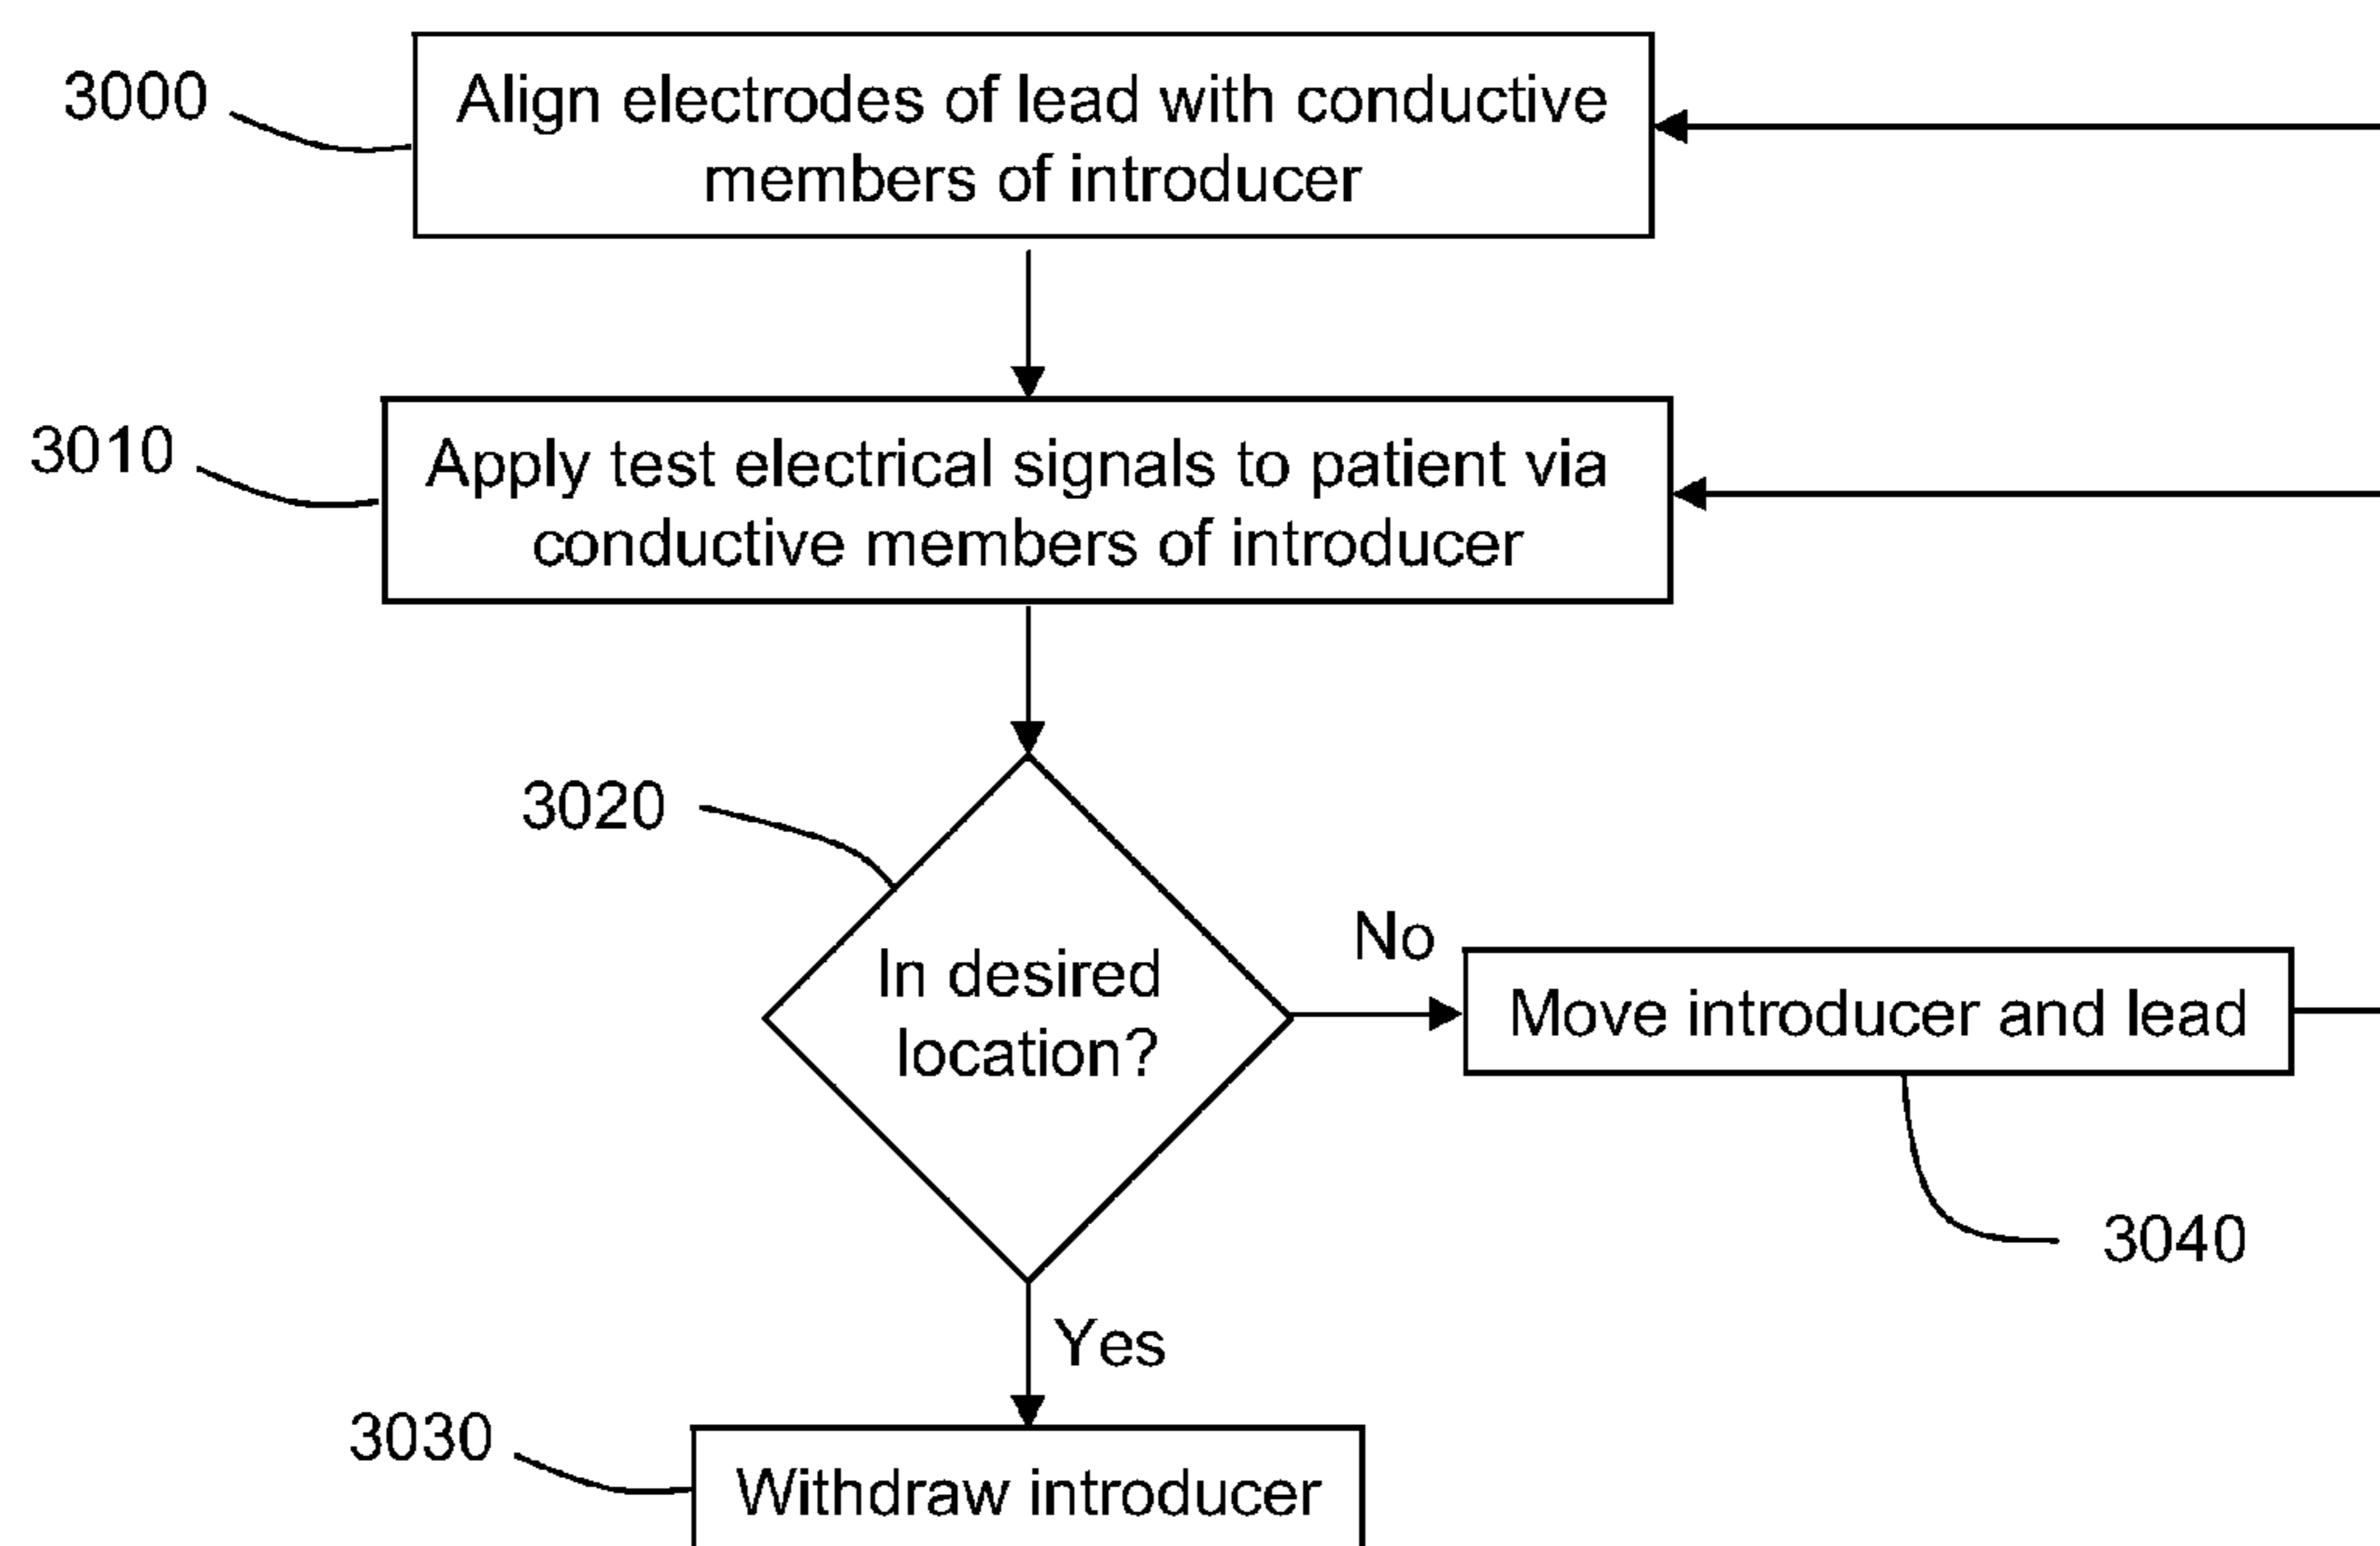 3000
Align electrodes of lead with conductive
members of introducer
3010
Apply test electrical signals to patient via
conductive members of introducer
3020
In desired
location?
No
Move introducer and lead
3040
Yes
3030
Withdraw introducer